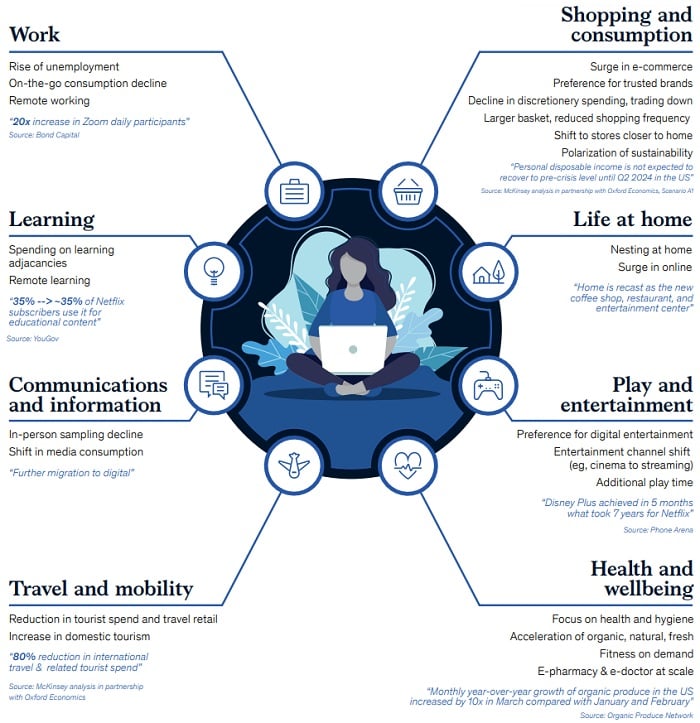 Work
Rise of unemployment
On-the-go consumption decline
Remote working
"20x increase in Zoom daily participants"
Source: Bond Capital
Shopping and
consumption
Surge in e-commerce
Preference for trusted brands
Decline in discretionery spending, trading down
Larger basket, reduced shopping frequency
Shift to stores closer to home
Polarization of sustainability
"Personal disposable income is not expected to
recover to pre-crisis level until Q2 2024 in the US"
Source: McKinsey analysis in partnership with Oxford Economics, Scenario A1
Learning
Spending on learning
adjacancies
Remote learning
"35% --> ~35% of Netflix
subscribers use it for
educational content"
Source: YouGov
Life at home
Nesting at home
Surge in online
"Home is recast as the new
coffee shop, restaurant, and
entertainment center"
Communications
and information
In-person sampling decline
Shift in media consumption
"Further migration to digital"
Play and
entertainment
Preference for digital entertainment
Entertainment channel shift
(eg, cinema to streaming)
Additional play time
"Disney Plus achieved in 5 months
what took 7 years for Netflix"
Source: Phone Arena
Travel and mobility
Reduction in tourist spend and travel retail
Increase in domestic tourism
"80% reduction in international
travel & related tourist spend"
Source: McKinsey analysis in partnership
with Oxford Economics
Health and
wellbeing
Focus on health and hygiene
Acceleration of organic, natural, fresh
Fitness on demand
E-pharmacy & e-doctor at scale
"Monthly year-over-year growth of organic produce in the US
increased by 10x in March compared with January and February"
Source: Organic Produce Network